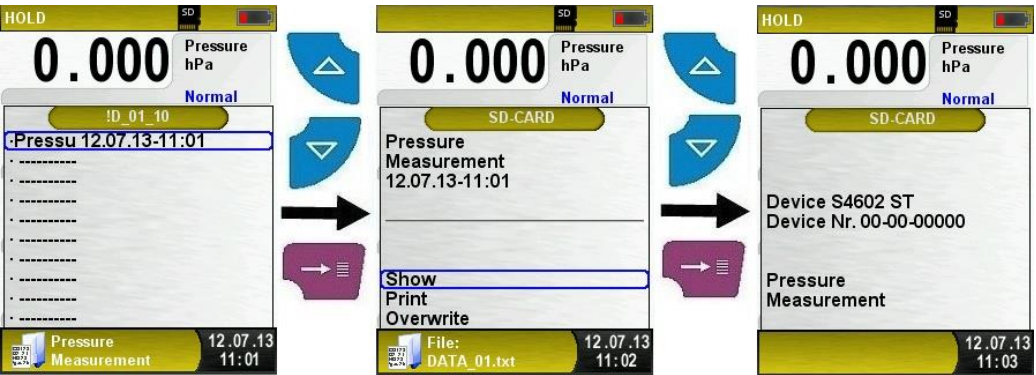 HOLD
SD
0.000
Pressure
hPa
Normal
!D_01_10
·Pressu 12.07.13-11:01
· ----------
· ----------
· ----------
· ----------
· ----------
· ----------
· ----------
· ----------
· ----------
Pressure
Measurement
12.07.13
11:01
SD
0.000
Pressure
hPa
Normal
SD-CARD
Pressure
Measurement
12.07.13-11:01
Show
Print
Overwrite
File:
DATA_01.txt
12.07.13
11:02
HOLD
SD
0.000
Pressure
hPa
Normal
SD-CARD
Device S4602 ST
Device Nr. 00-00-00000
Pressure
Measurement
12.07.13
11:03